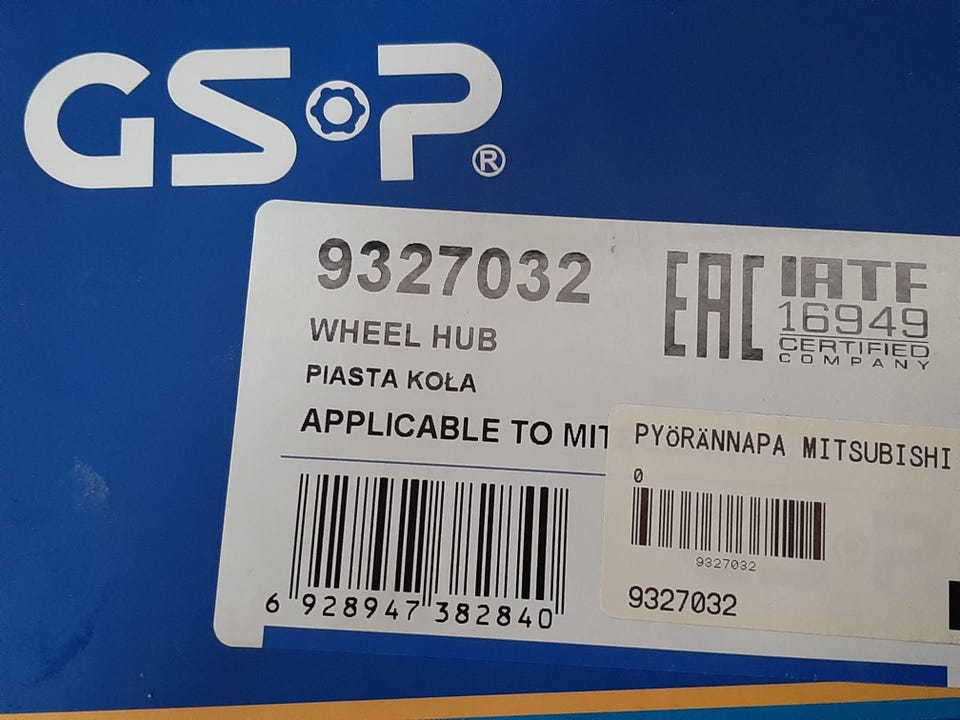 GSP®
9327032
WHEEL HUB
PIASTA KOŁA
APPLICABLE TO MIT
EAC
IATF
16949
CERTIFIED
COMPANY
6 928947 382840
PYöRÄNNAPA MITSUBISHI
0
9327032
9327032